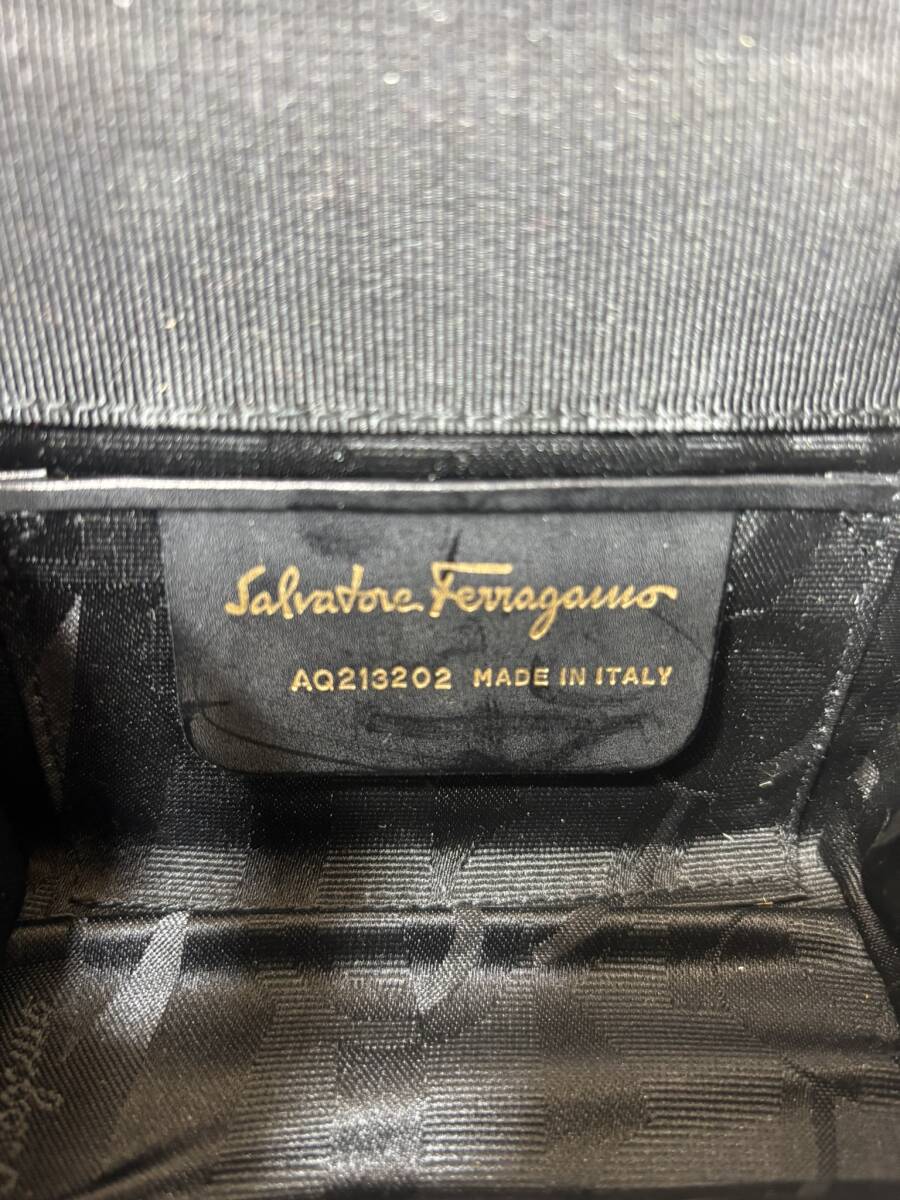 Salvatore Ferragamo
AQ213202 MADE IN ITALY